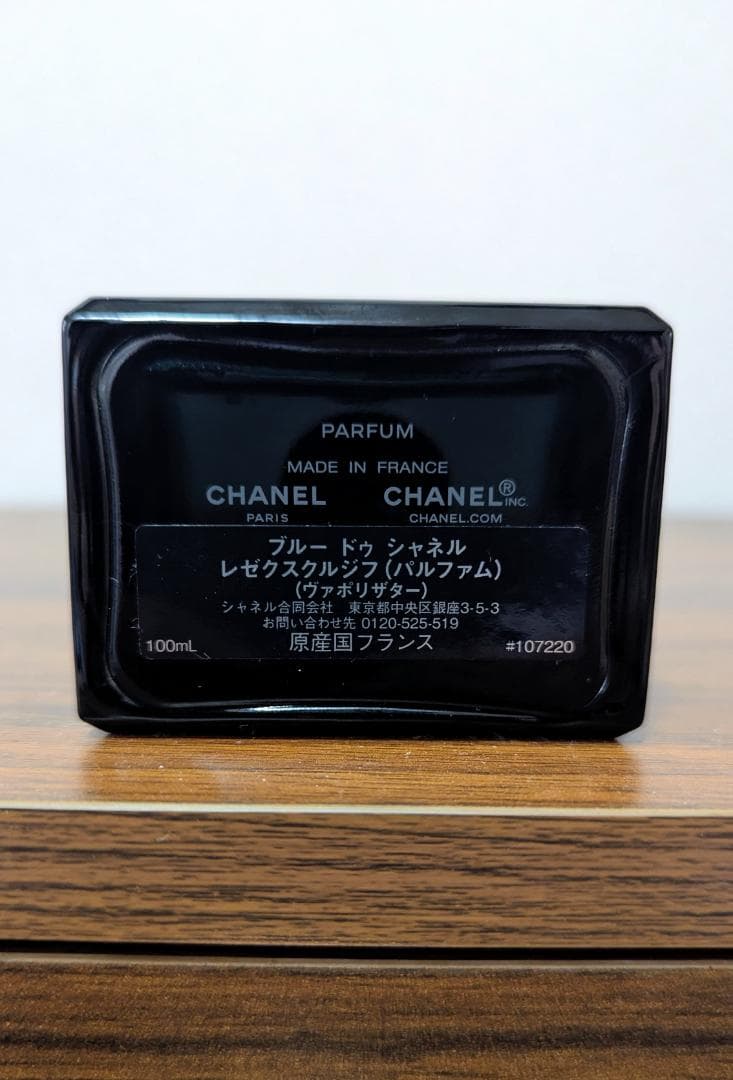 PARFUM
MADE IN FRANCE
CHANEL CHANEL® INC.
PARIS CHANEL.COM
ブルー ドゥ シャネル
レゼクスクルジフ(パルファム)
(ヴァポリザター)
シャネル合同会社 東京都中央区銀座3-5-3
お問い合わせ先 0120-525-519
100mL 原産国フランス #107220